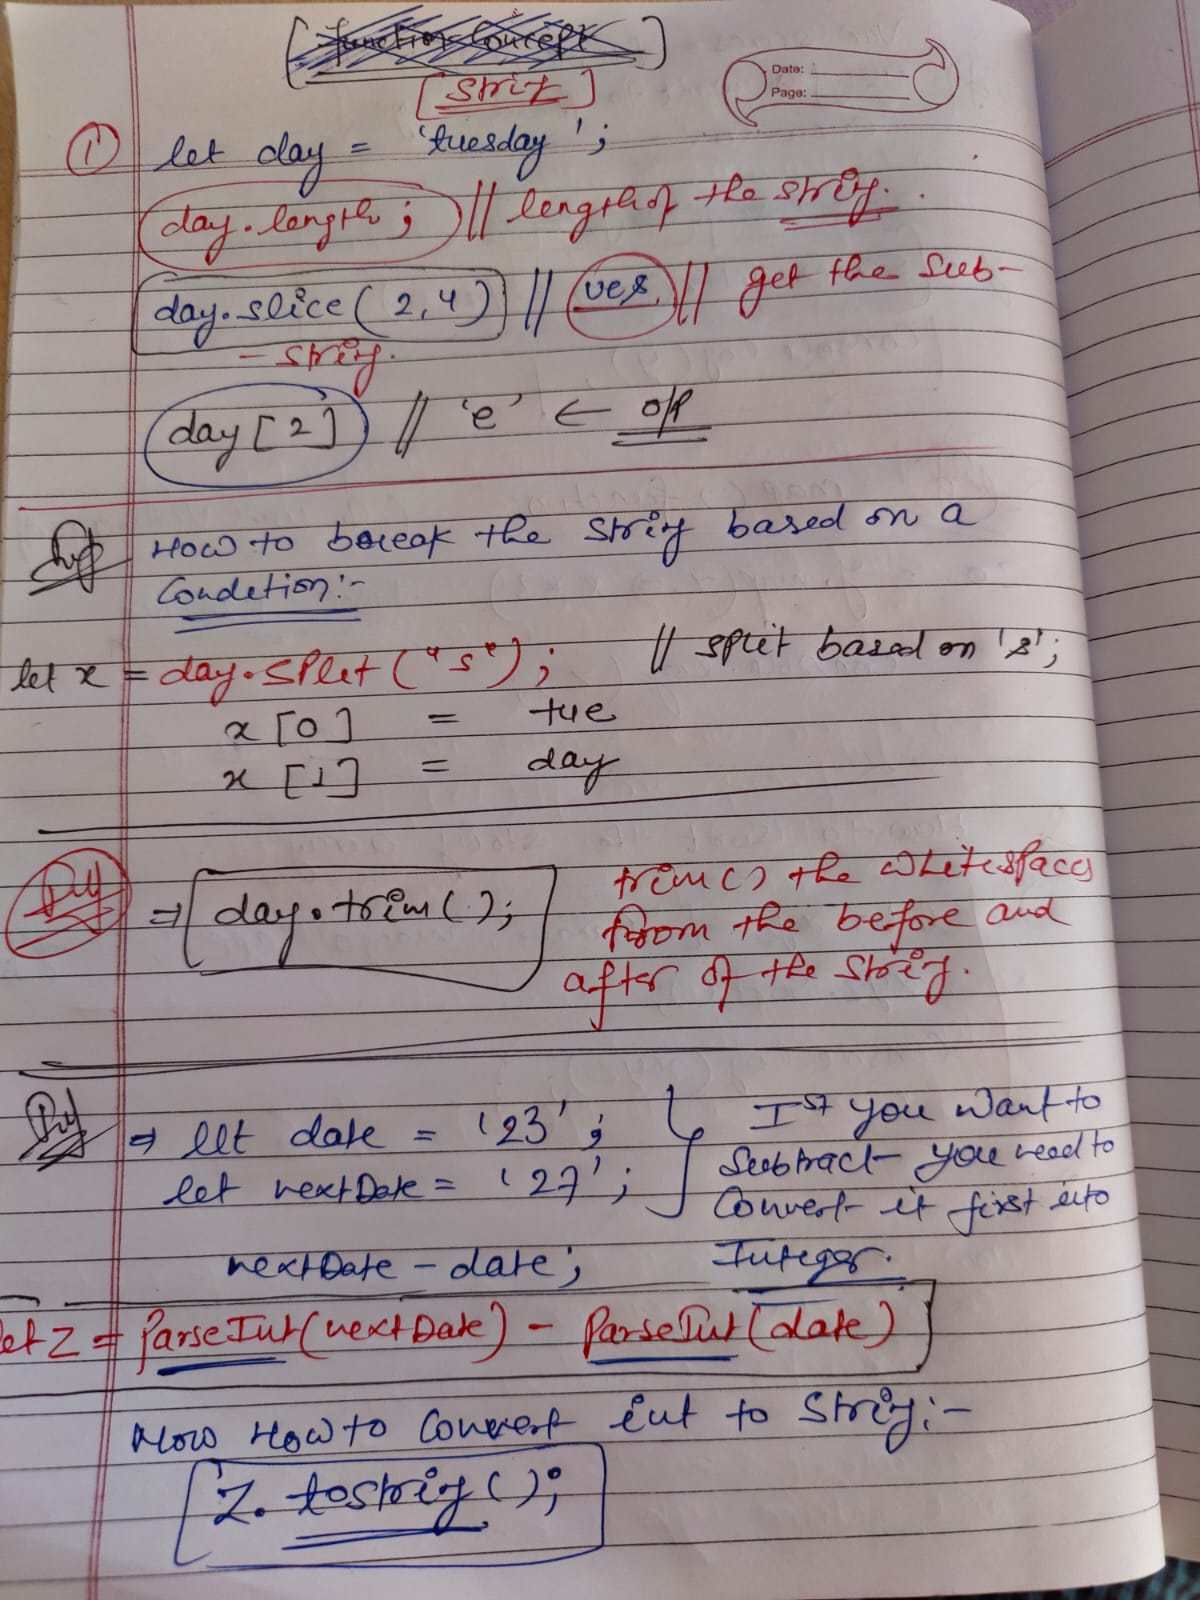 [Function Concept]
[String]
Date:
Page:
① let day = 'tuesday';
day.length; // length of the string.
day.slice(2,4) // ues // get the sub-
- string.
day[2] // 'e' ← O/P
How to break the string based on a
Condetion:-
let x = day.split("s"); // split based on 's';
x[0] = tue
x[1] = day
⇒ day.trim(); trim() the whitespaces
from the before and
after of the string.
⇒ let date = '23'; Ist you want to
let nextDate = '27'; Subtract you need to
Convert it first into
nextDate - date; Integer.
let Z = ParseInt(nextDate) - ParseInt(date)
Now How to Convert int to String:-
Z.toString();